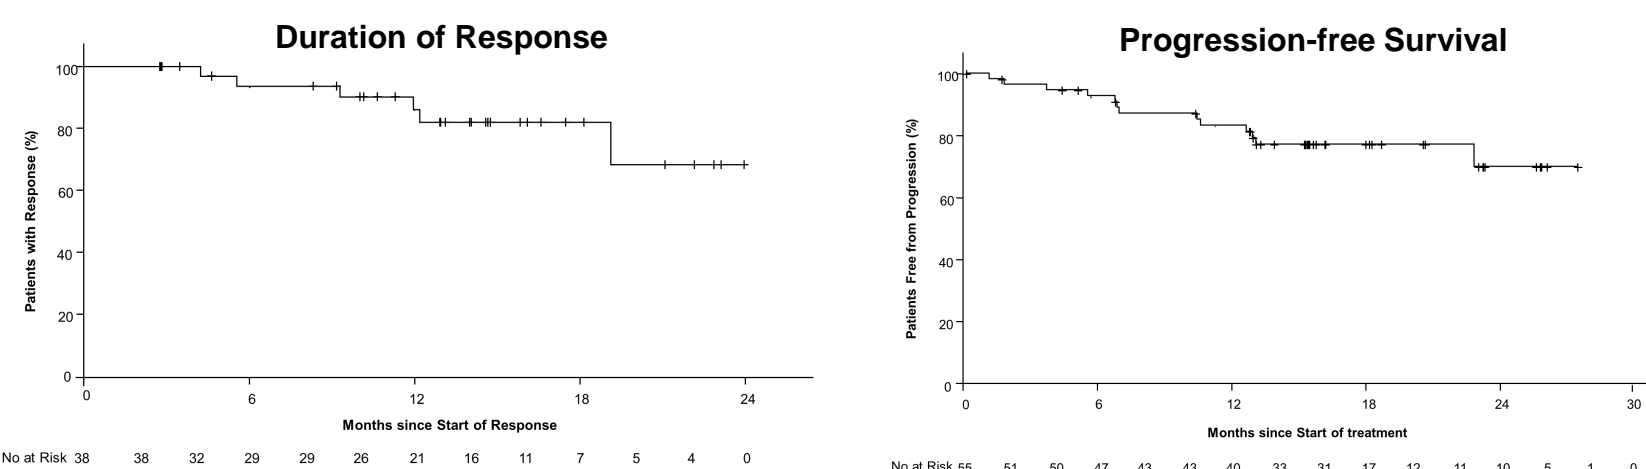 Duration of Response
Patients with Response (%)
100
80
60
40
20
0
0 6 12 18 24
Months since Start of Response
No at Risk 38 38 32 29 29 26 21 16 11 7 5 4 0
Progression-free Survival
Patients Free from Progression (%)
100
80
60
40
20
0
0 6 12 18 24 30
Months since Start of treatment
No at Risk 55 51 50 47 43 43 40 33 31 17 12 11 10 5 1 0